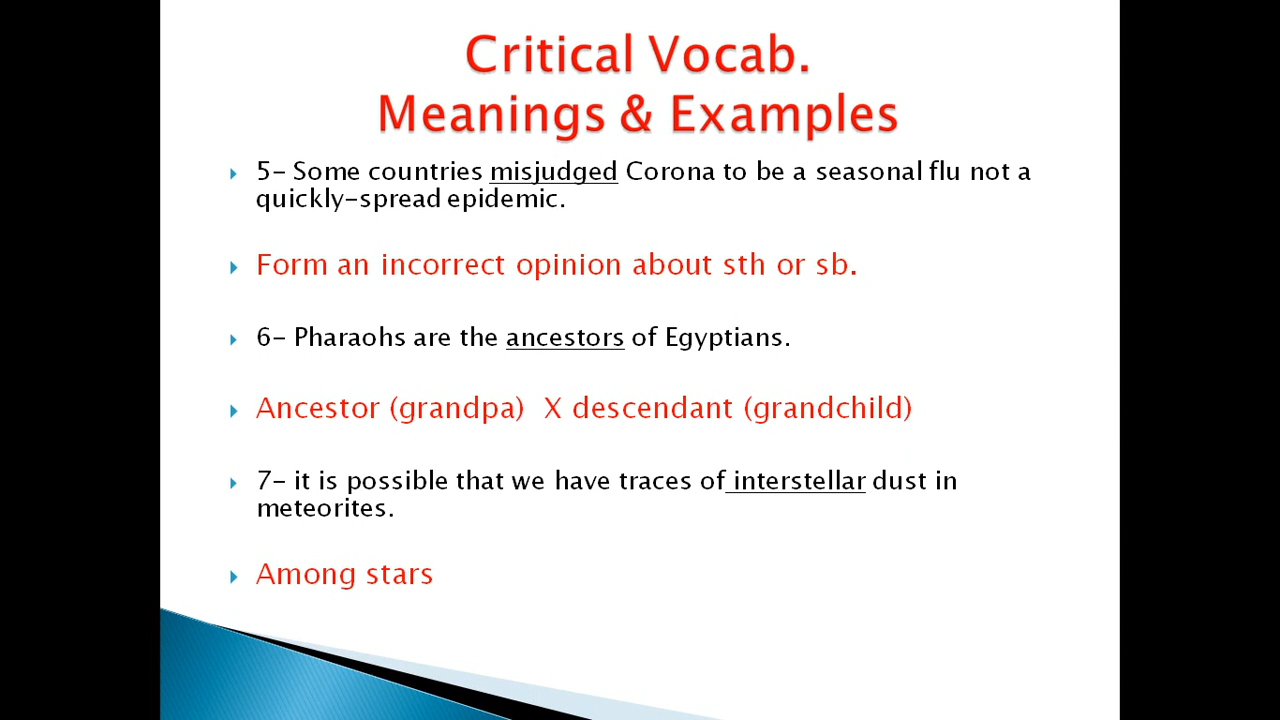 Critical Vocab.
Meanings & Examples
5- Some countries misjudged Corona to be a seasonal flu not a
quickly-spread epidemic.
Form an incorrect opinion about sth or sb.
6- Pharaohs are the ancestors of Egyptians.
Ancestor (grandpa) X descendant (grandchild)
7- it is possible that we have traces of interstellar dust in
meteorites.
Among stars